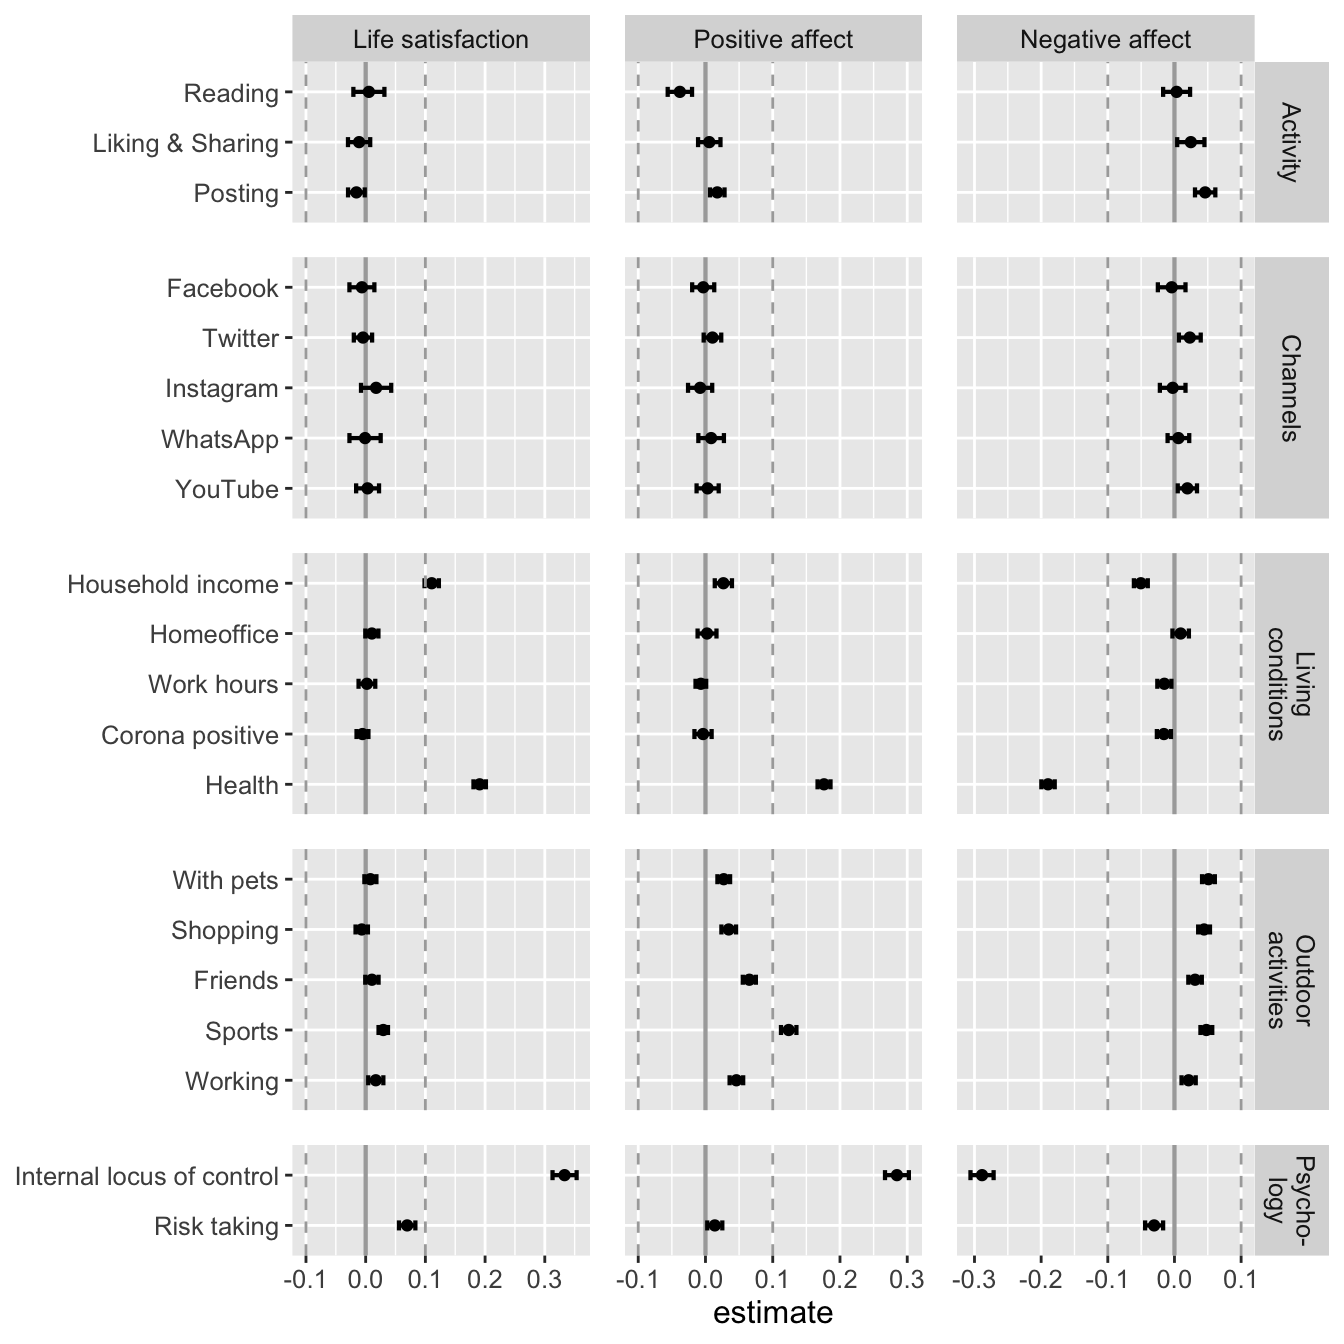 Life satisfaction Positive affect Negative affect
Reading
Liking & Sharing
Posting
Activity
Facebook
Twitter
Instagram
WhatsApp
YouTube
Channels
Household income
Homeoffice
Work hours
Corona positive
Health
Living
conditions
With pets
Shopping
Friends
Sports
Working
Outdoor
activities
Internal locus of control
Risk taking
Psycho-
logy
-0.1 0.0 0.1 0.2 0.3 -0.1 0.0 0.1 0.2 0.3 -0.3 -0.2 -0.1 0.0 0.1
estimate